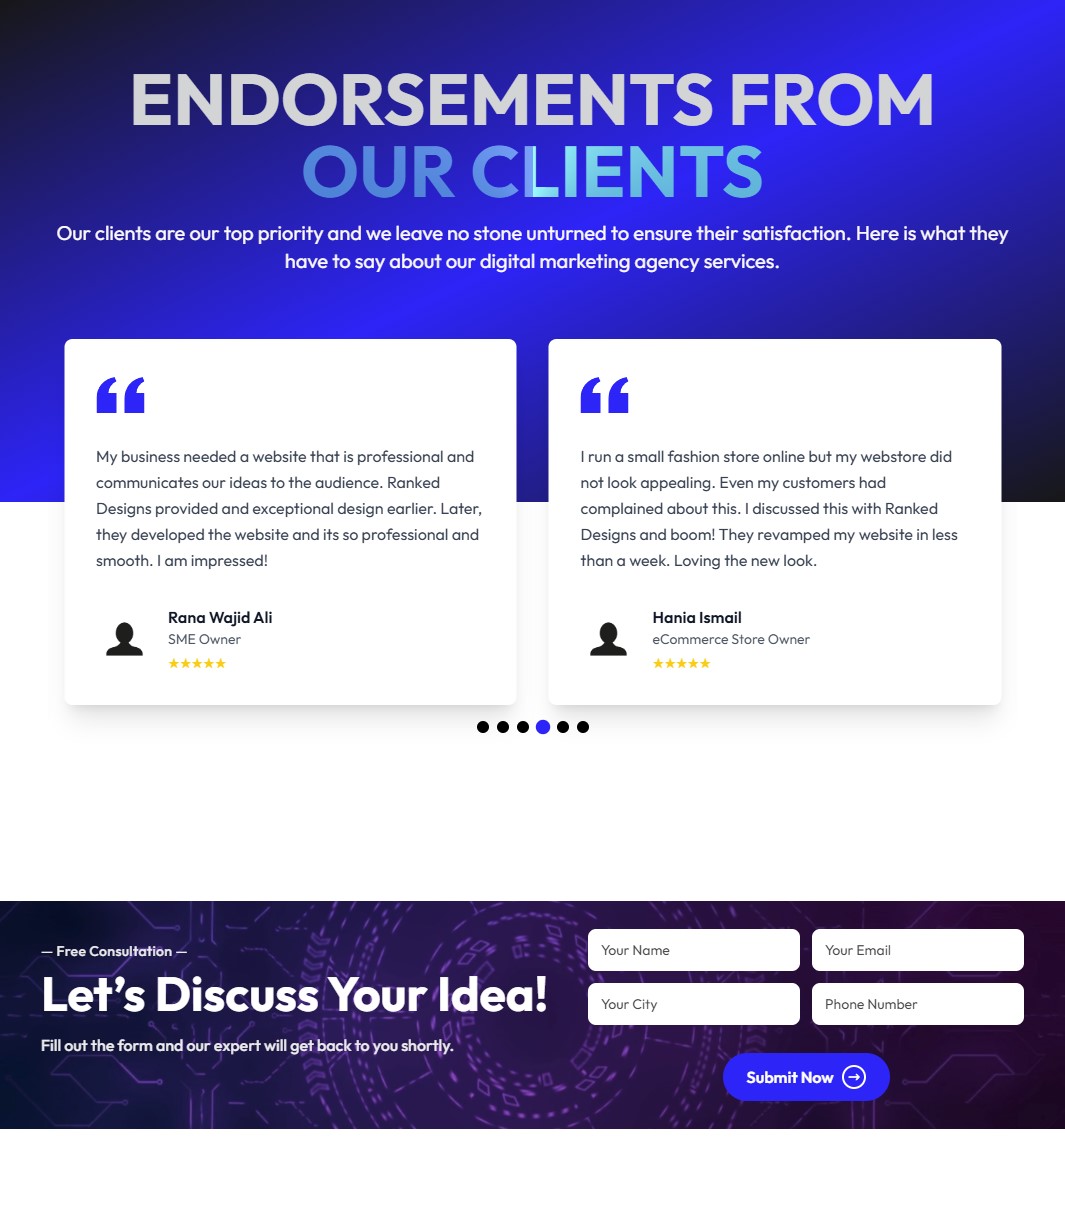 ENDORSEMENTS FROM
OUR CLIENTS
Our clients are our top priority and we leave no stone unturned to ensure their satisfaction. Here is what they
have to say about our digital marketing agency services.
My business needed a website that is professional and
communicates our ideas to the audience. Ranked
Designs provided and exceptional design earlier. Later,
they developed the website and its so professional and
smooth. I am impressed!
Rana Wajid Ali
SME Owner
★★★★★
I run a small fashion store online but my webstore did
not look appealing. Even my customers had
complained about this. I discussed this with Ranked
Designs and boom! They revamped my website in less
than a week. Loving the new look.
Hania Ismail
eCommerce Store Owner
★★★★★
— Free Consultation —
Let’s Discuss Your Idea!
Fill out the form and our expert will get back to you shortly.
Your Name
Your Email
Your City
Phone Number
Submit Now